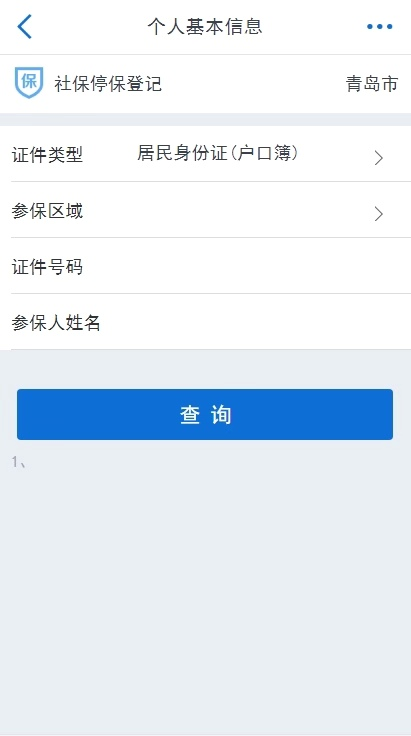 个人基本信息
保 社保停保登记 青岛市
证件类型 居民身份证(户口簿)
参保区域
证件号码
参保人姓名
查询
1、